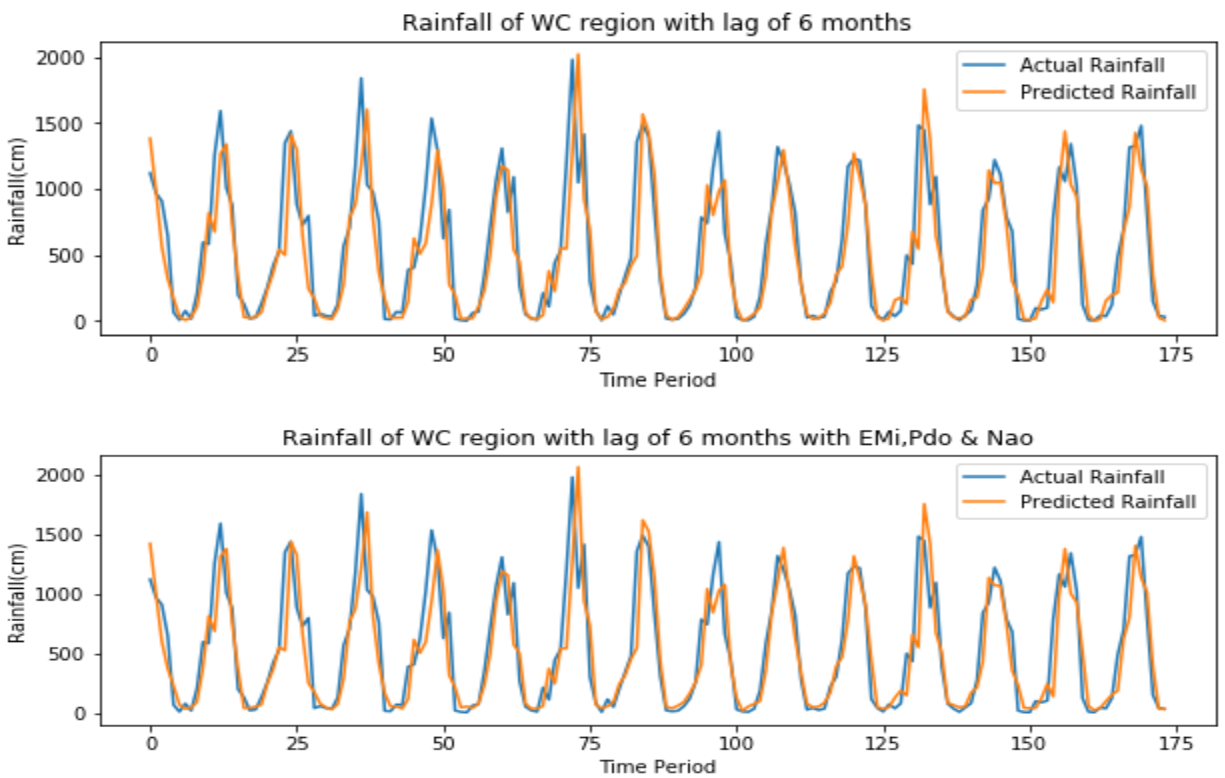 Rainfall of WC region with lag of 6 months
2000
1500
1000
500
0
Rainfall(cm)
Actual Rainfall
Predicted Rainfall
0 25 50 75 100 125 150 175
Time Period
Rainfall of WC region with lag of 6 months with EMi,Pdo & Nao
2000
1500
1000
500
0
Rainfall(cm)
Actual Rainfall
Predicted Rainfall
0 25 50 75 100 125 150 175
Time Period